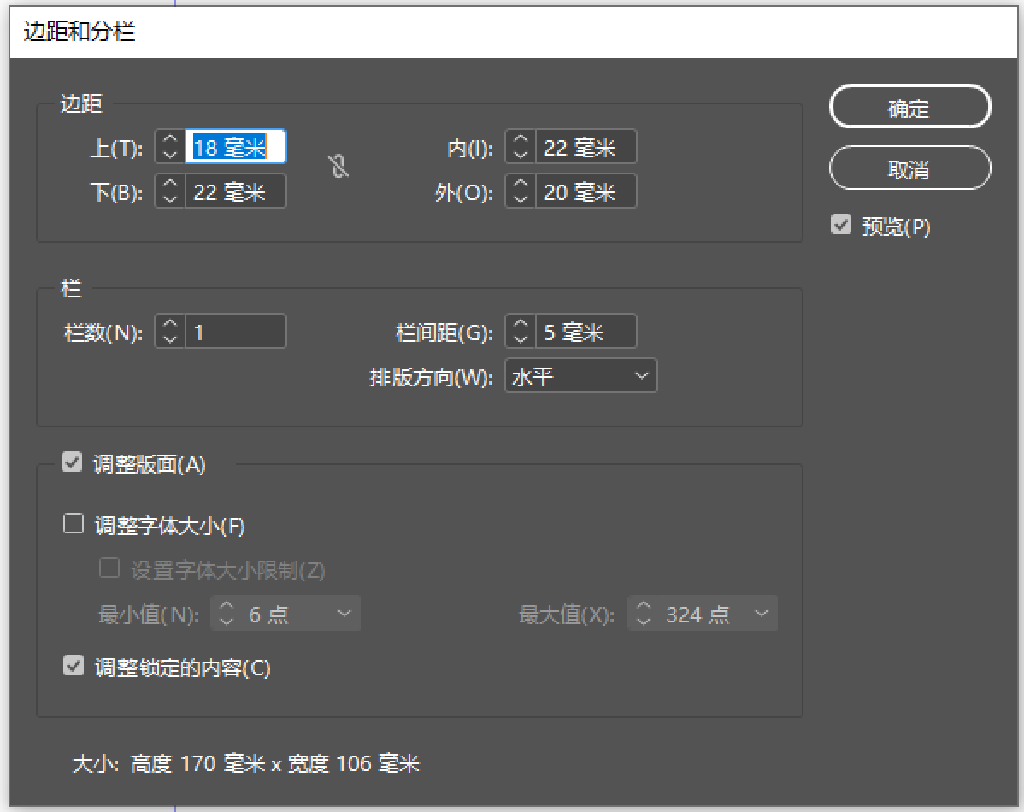 边距和分栏
边距
上(T): 18 毫米 内(I): 22 毫米
下(B): 22 毫米 外(O): 20 毫米
确定
取消
预览(P)
栏
栏数(N): 1 栏间距(G): 5 毫米
排版方向(W): 水平
调整版面(A)
调整字体大小(F)
设置字体大小限制(Z)
最小值(N): 6 点 最大值(X): 324 点
调整锁定的内容(C)
大小: 高度 170 毫米 x 宽度 106 毫米